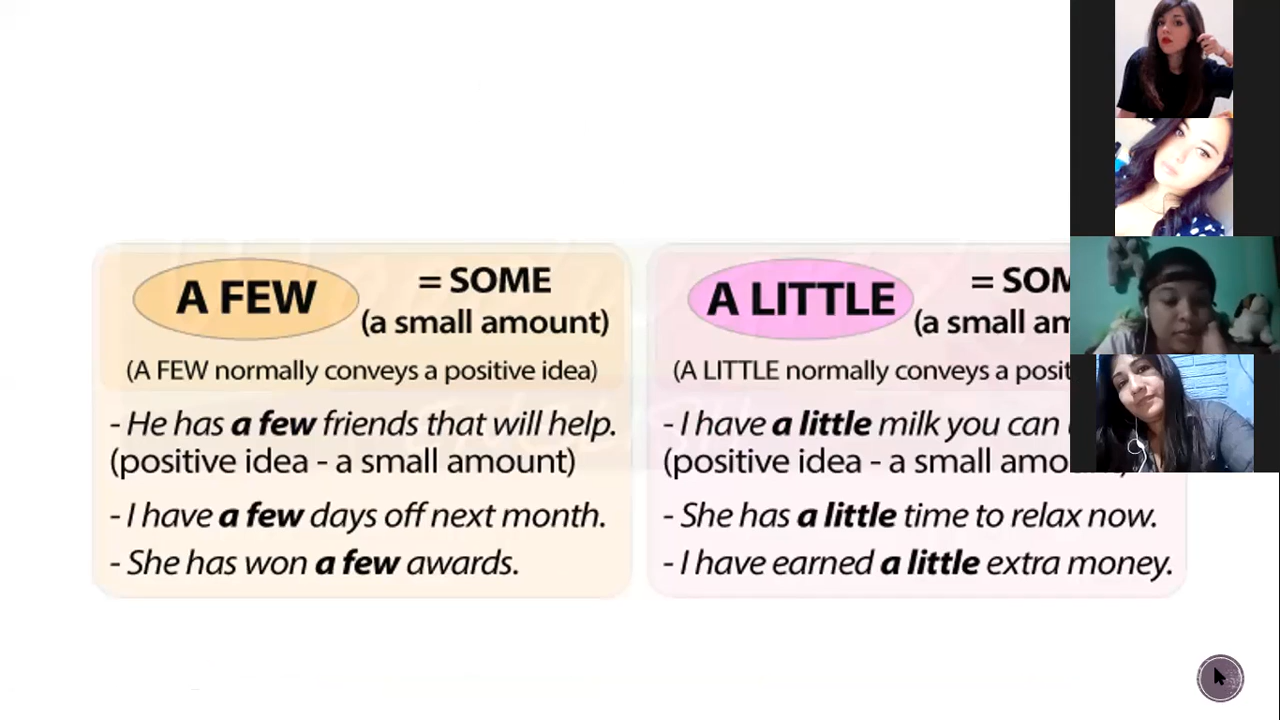 A FEW = SOME
(a small amount)
(A FEW normally conveys a positive idea)
- He has a few friends that will help.
(positive idea - a small amount)
- I have a few days off next month.
- She has won a few awards.
A LITTLE
(a small
(A LITTLE normally conveys a
- I have a little milk you can
(positive idea - a small
- She has a little time to relax now.
- I have earned a little extra money.